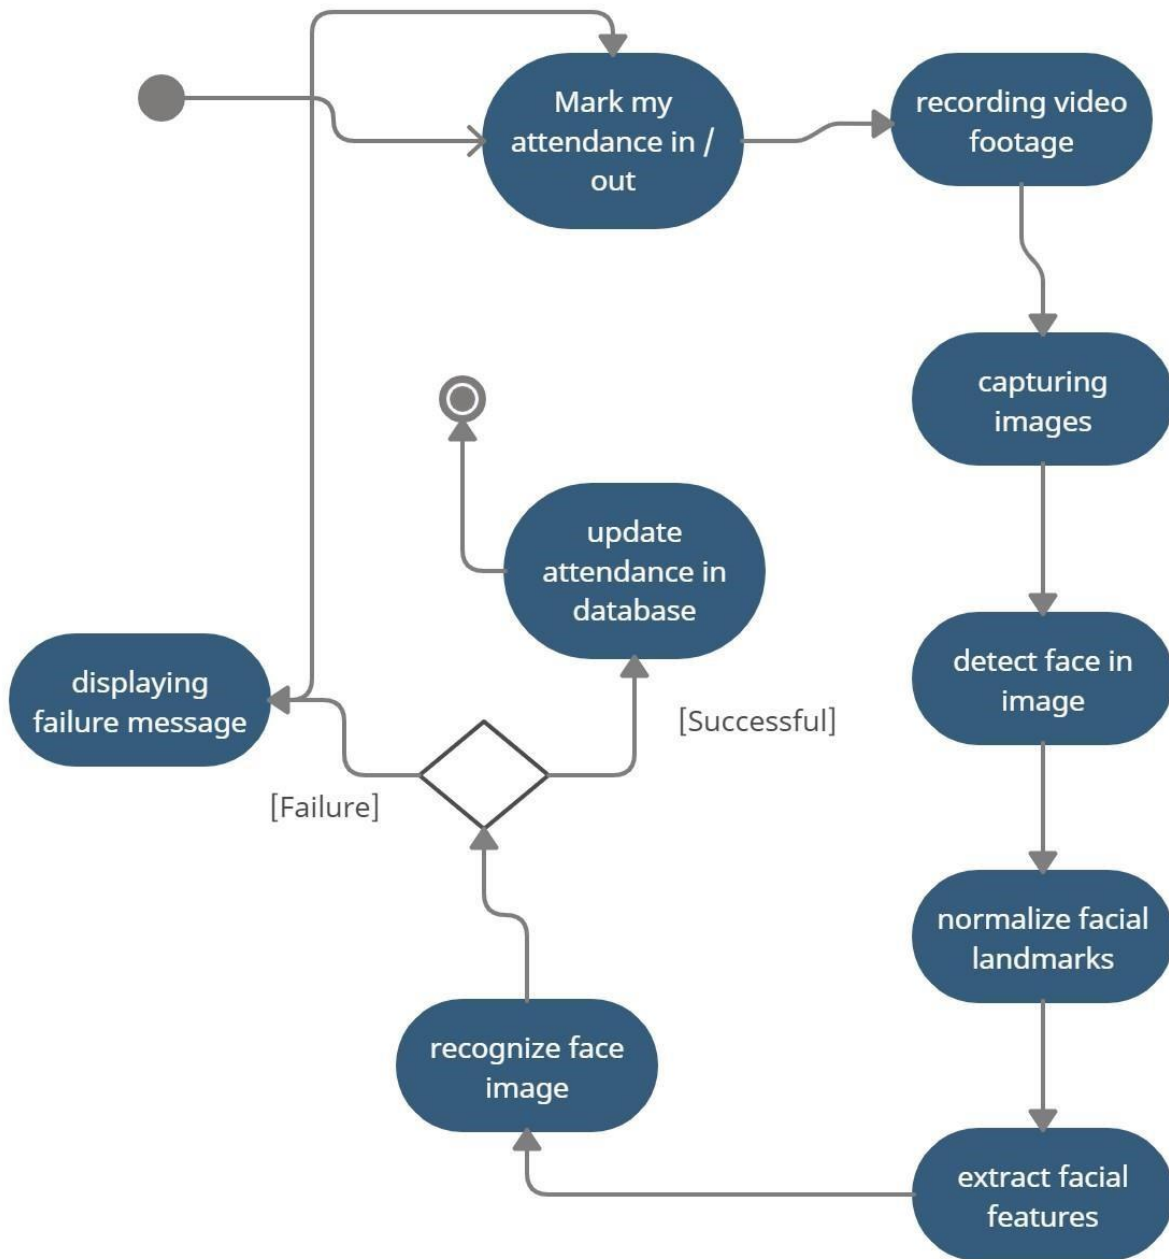 Mark my
attendance in /
out
recording video
footage
capturing
images
update
attendance in
database
detect face in
image
displaying
failure message
[Successful]
[Failure]
normalize facial
landmarks
recognize face
image
extract facial
features